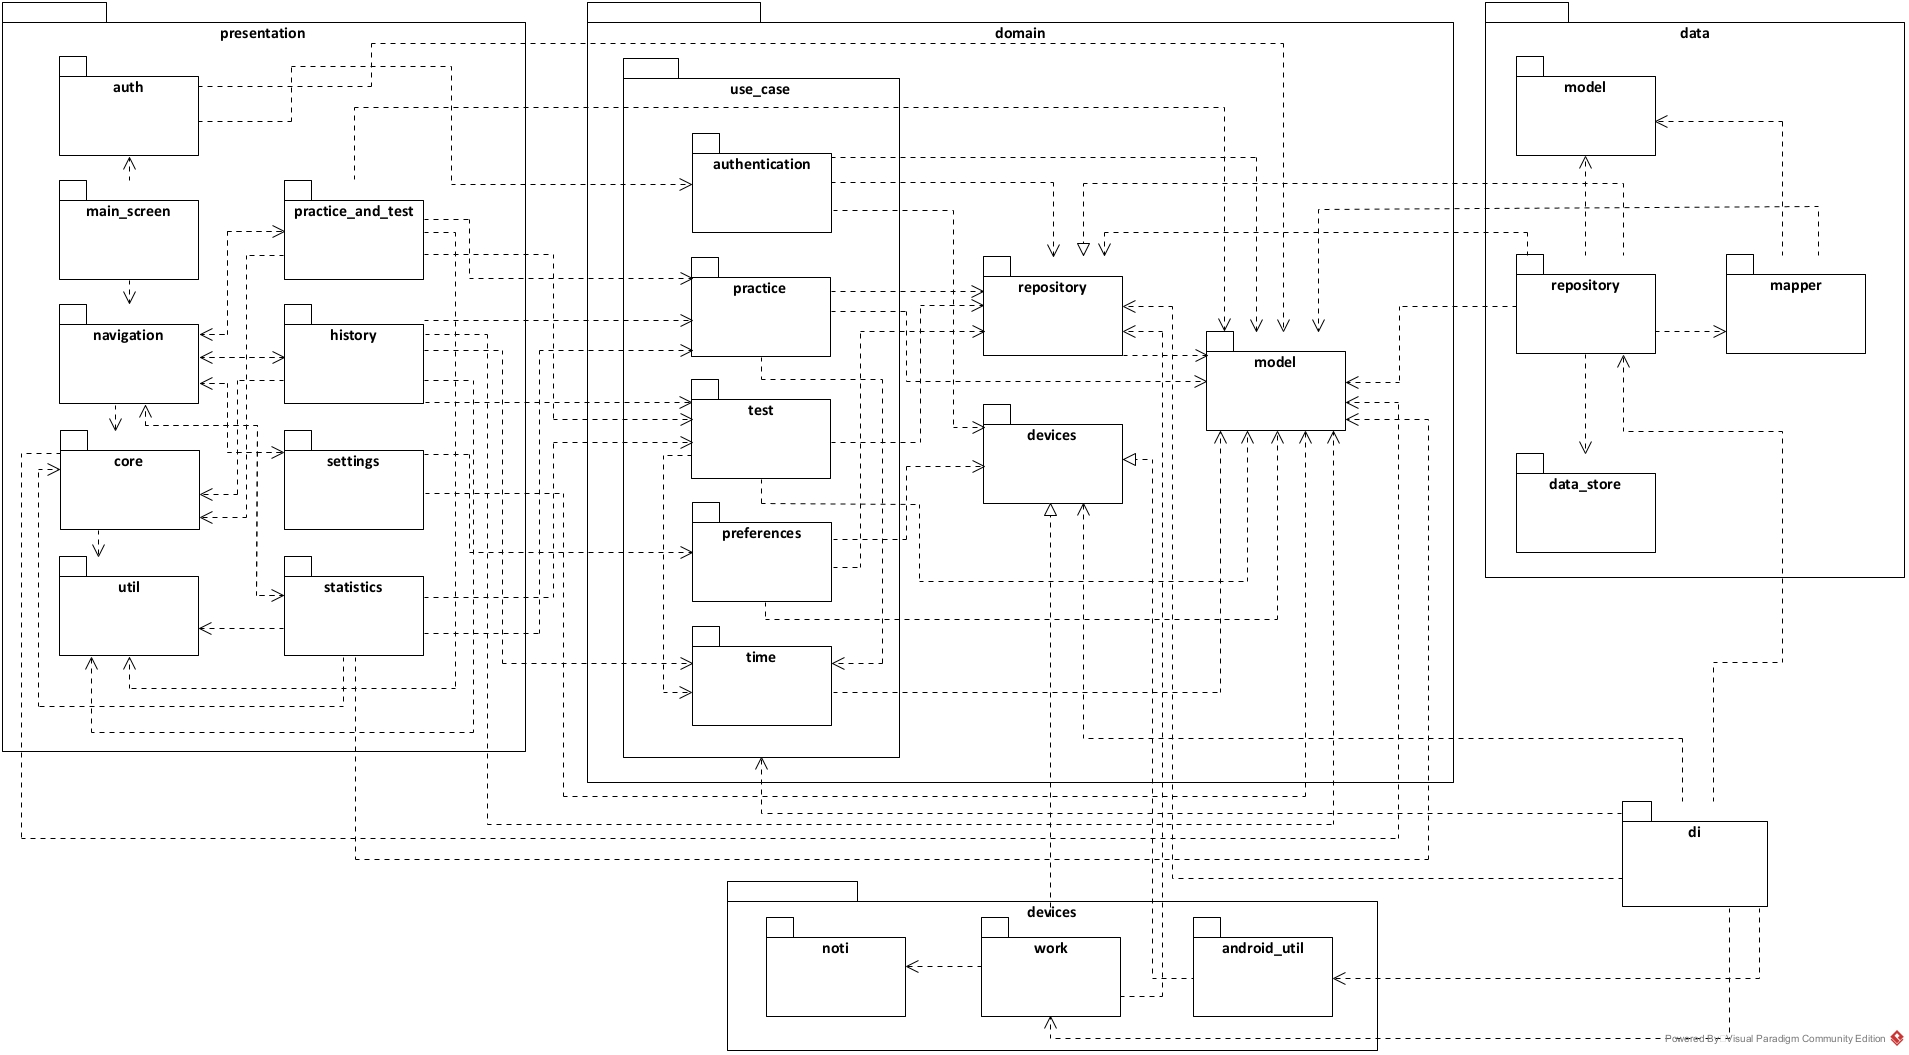 presentation
domain
data
auth
model
use_case
authentication
main_screen
practice_and_test
repository
mapper
practice
repository
navigation
history
model
test
devices
core
settings
data_store
preferences
util
statistics
time
di
devices
noti
work
android_util
Powered By: Visual Paradigm Community Edition